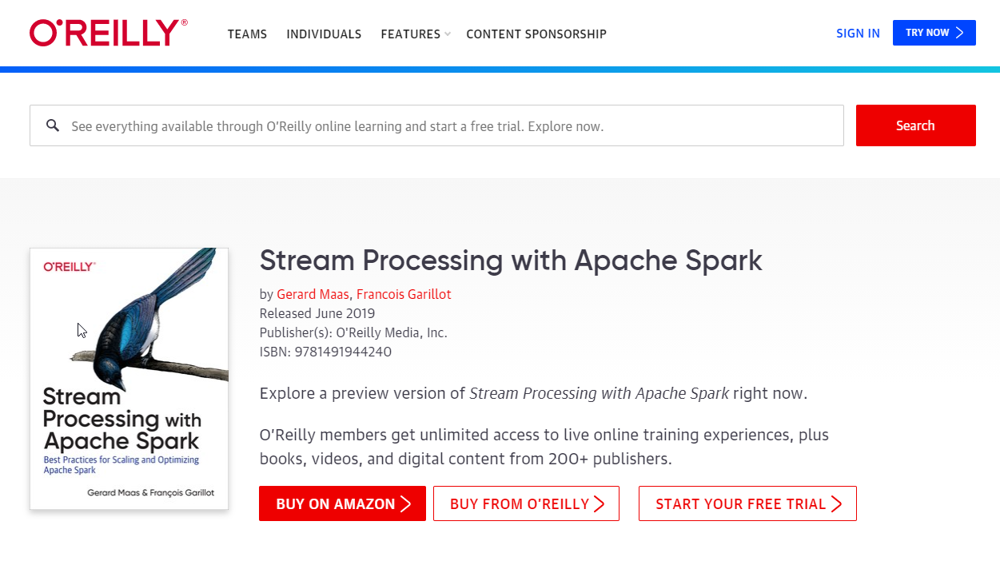 O'REILLY®
TEAMS INDIVIDUALS FEATURES CONTENT SPONSORSHIP
SIGN IN
TRY NOW
See everything available through O’Reilly online learning and start a free trial. Explore now.
Search
O'REILLY®
Stream
Processing with
Apache Spark
Best Practices for Scaling and Optimizing
Apache Spark
Gerard Maas & François Garillot
Stream Processing with Apache Spark
by Gerard Maas, Francois Garillot
Released June 2019
Publisher(s): O'Reilly Media, Inc.
ISBN: 9781491944240
Explore a preview version of Stream Processing with Apache Spark right now.
O’Reilly members get unlimited access to live online training experiences, plus
books, videos, and digital content from 200+ publishers.
BUY ON AMAZON
BUY FROM O’REILLY
START YOUR FREE TRIAL